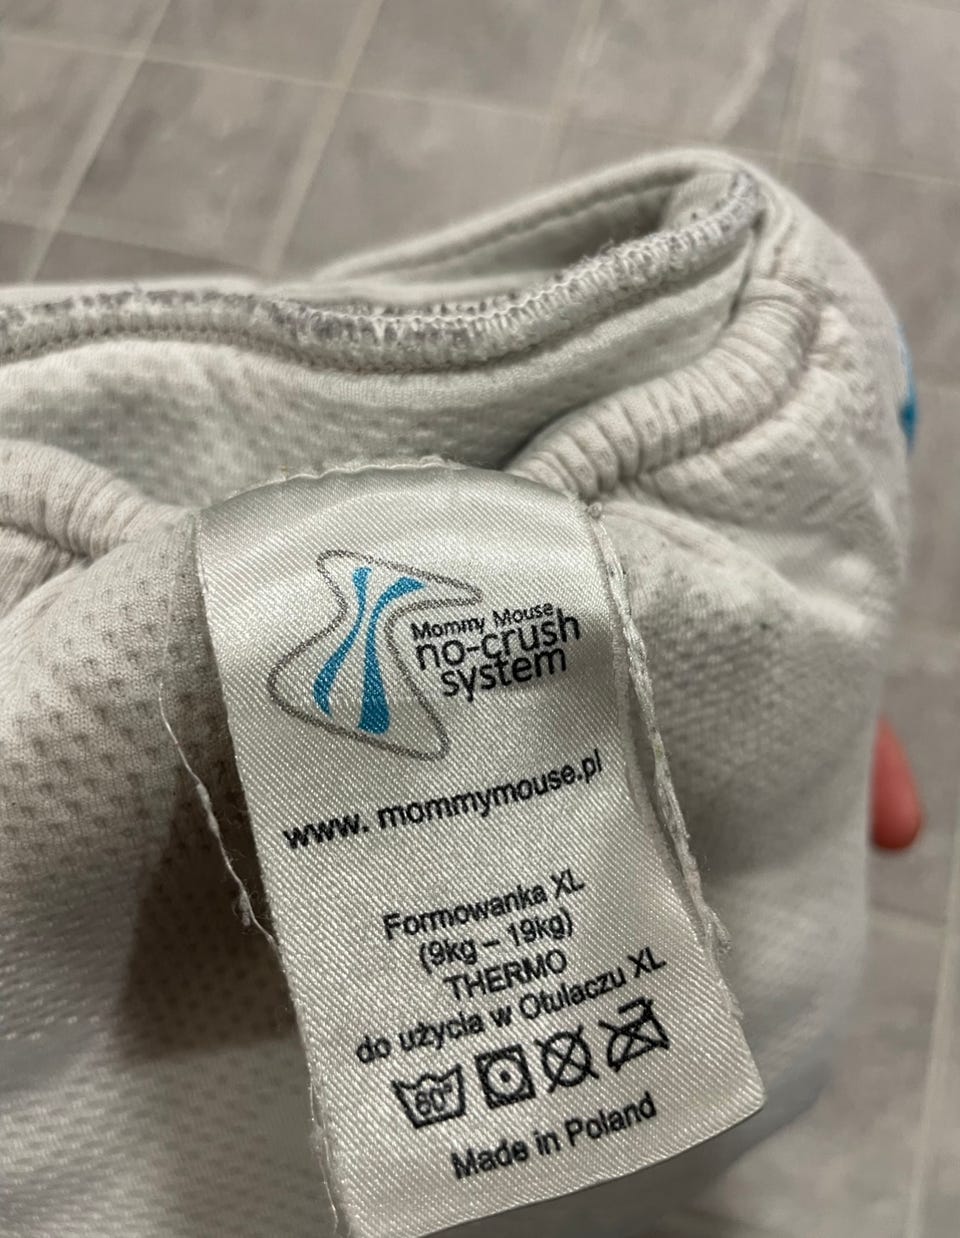 Mommy Mouse
no-crush
system
www. mommymouse.pl
Formowanka XL
(9kg – 19kg)
THERMO
do użycia w Otulaczu XL
60°
Made in Poland